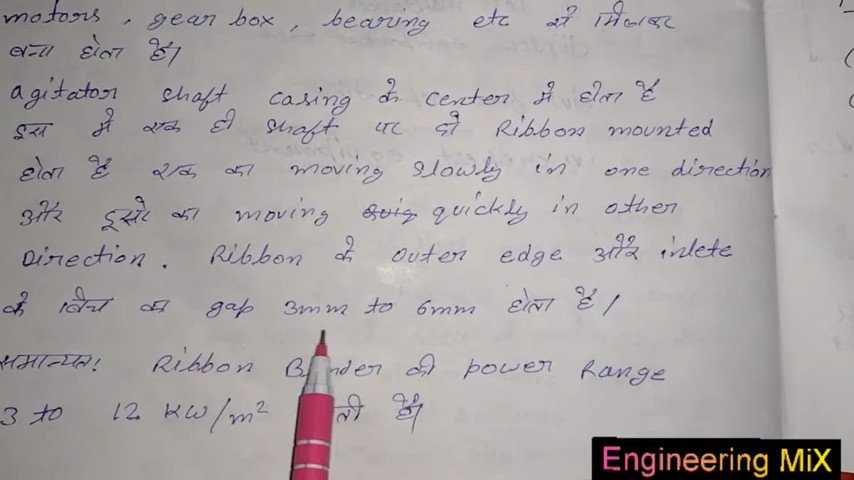 motors, gear box, bearing etc से मिलकर
बना होता है।
agitator shaft casing के center में होता है
इस में एक ही shaft पर दो Ribbon mounted
होता है एक का moving slowly in one direction
और दूसरो का moving quickly in other
Direction. Ribbon के outer edge और inlete
के बिच का gap 3mm to 6mm होता है।
समान्यतः Ribbon को power Range
3 to 12 KW/m² है।
Engineering MiX